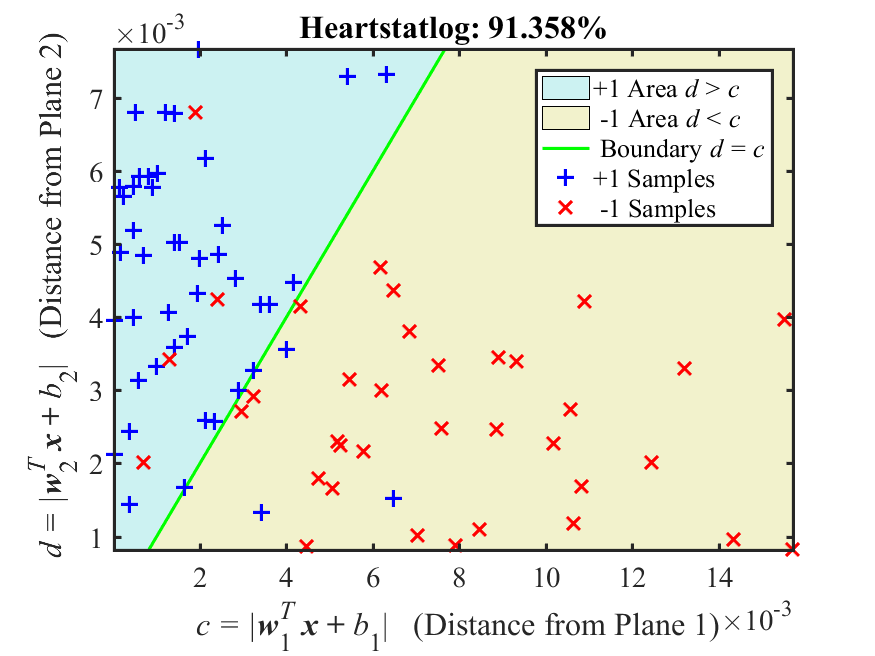 ×10⁻³
Heartstatlog: 91.358%
d = |w₂ᵀ x + b₂| (Distance from Plane 2)
7
6
5
4
3
2
1
+1 Area d > c
-1 Area d < c
Boundary d = c
+1 Samples
-1 Samples
2 4 6 8 10 12 14
c = |w₁ᵀ x + b₁| (Distance from Plane 1) ×10⁻³